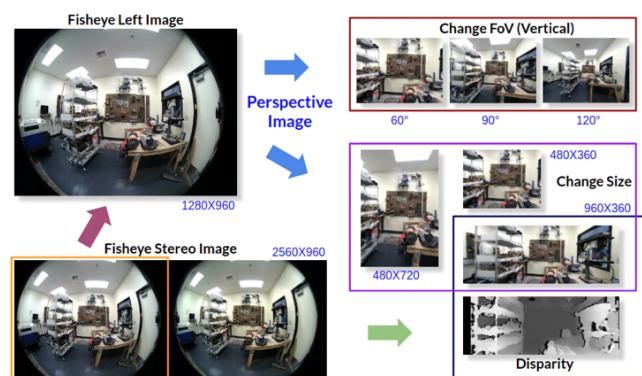 Fisheye Left Image
1280X960
Perspective
Image
Change FoV (Vertical)
60°
90°
120°
480X360
Change Size
960X360
480X720
Fisheye Stereo Image
2560X960
Disparity